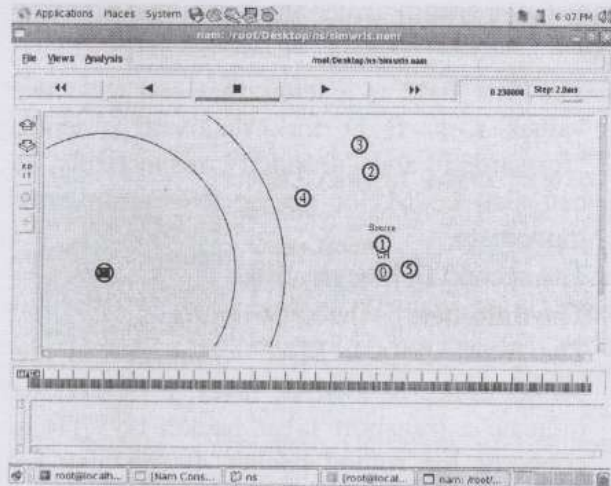 Applications Places System 6:07 PM
nam: /root/Desktop/ns/simwrls.nam
File Views Analysis /root/Desktop/ns/simwrls.nam
0.230000 Step: 2.0ms
3
2
4
Source
1
CH
0 5
root@localh... [Nam Cons... ns [root@local... nam: /root/...